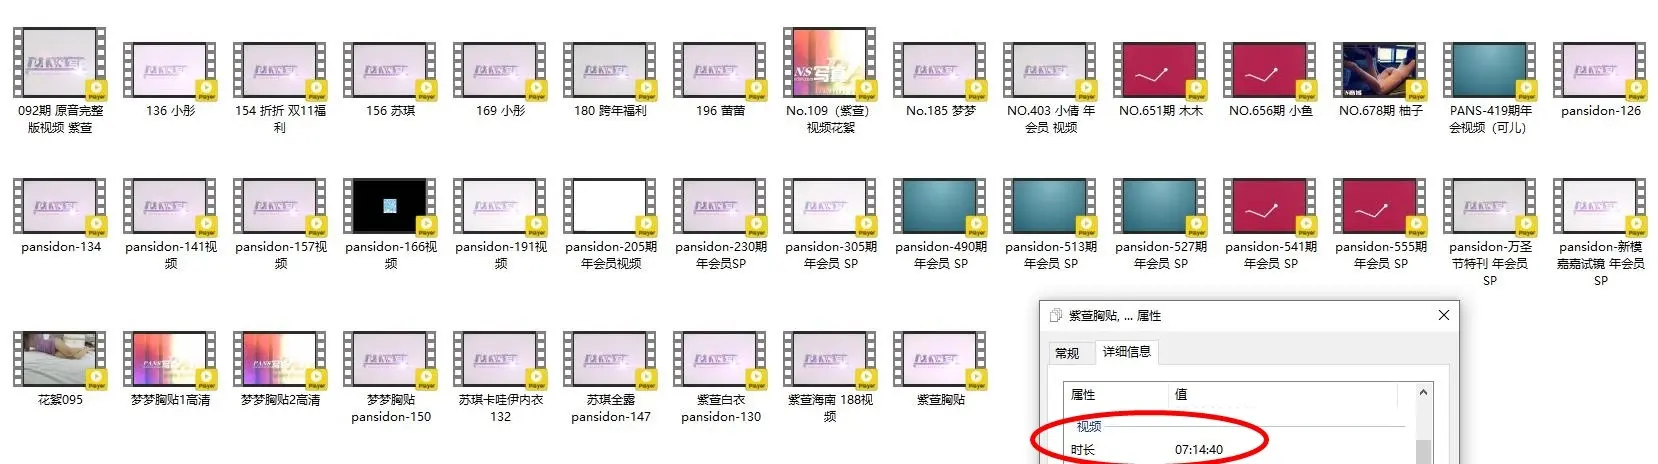 092期 原音完整
版视频 紫萱
136 小彤
154 折折 双11福
利
156 苏琪
169 小彤
180 跨年福利
196 苗苗
No.109（紫萱）
视频花絮
No.185 梦梦
NO.403 小倩 年
会员 视频
NO.651期 木木
NO.656期 小鱼
NO.678期 柚子
PANS-419期年
会视频（可儿）
pansidon-126
pansidon-134
pansidon-141视
频
pansidon-157视
频
pansidon-166视
频
pansidon-191视
频
pansidon-205期
年会员视频
pansidon-230期
年会员SP
pansidon-305期
年会员 SP
pansidon-490期
年会员 SP
pansidon-513期
年会员 SP
pansidon-527期
年会员 SP
pansidon-541期
年会员 SP
pansidon-555期
年会员 SP
pansidon-万圣
节特刊 年会员
SP
pansidon-新模
嘉嘉试镜 年会员
SP
花絮095
梦梦胸贴1高清
梦梦胸贴2高清
梦梦胸贴
pansidon-150
苏琪卡哇伊内衣
132
苏琪全露
pansidon-147
紫萱白衣
pansidon-130
紫萱海南 188视
频
紫萱胸贴
紫萱胸贴, ... 属性
常规
详细信息
属性
值
视频
时长
07:14:40